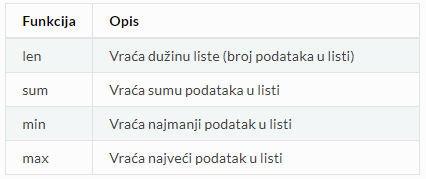 Funkcija Opis
len Vraća dužinu liste (broj podataka u listi)
sum Vraća sumu podataka u listi
min Vraća najmanji podatak u listi
max Vraća najveći podatak u listi